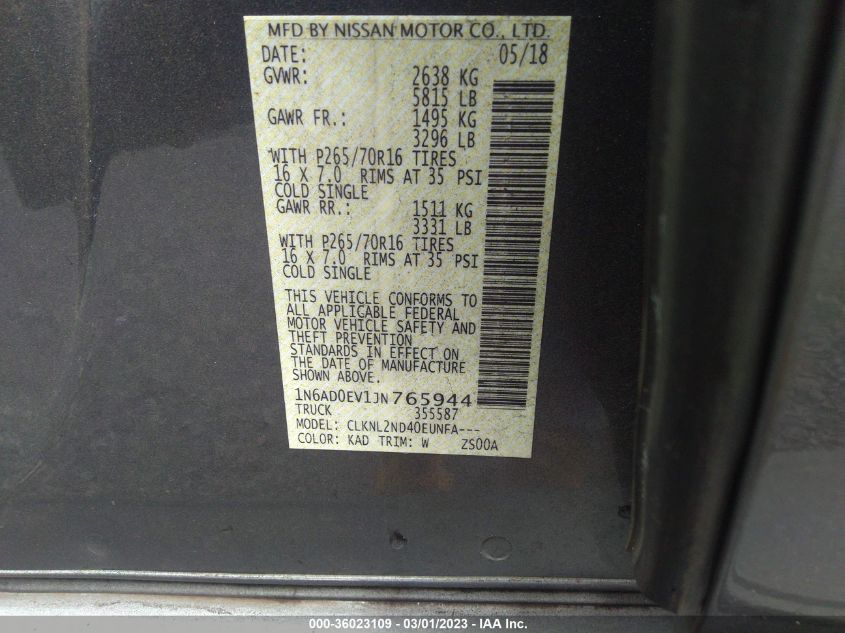 MFD BY NISSAN MOTOR CO., LTD.
DATE: 05/18
GVWR: 2638 KG
5815 LB
GAWR FR.: 1495 KG
3296 LB
WITH P265/70R16 TIRES
16 X 7.0 RIMS AT 35 PSI
COLD SINGLE
GAWR RR.: 1511 KG
3331 LB
WITH P265/70R16 TIRES
16 X 7.0 RIMS AT 35 PSI
COLD SINGLE
THIS VEHICLE CONFORMS TO
ALL APPLICABLE FEDERAL
MOTOR VEHICLE SAFETY AND
THEFT PREVENTION
STANDARDS IN EFFECT ON
THE DATE OF MANUFACTURE
SHOWN ABOVE.
1N6AD0EV1JN765944
TRUCK 355587
MODEL: CLKNL2ND40EUNFA---
COLOR: KAD TRIM: W ZS00A
000-36023109 - 03/01/2023 - IAA Inc.